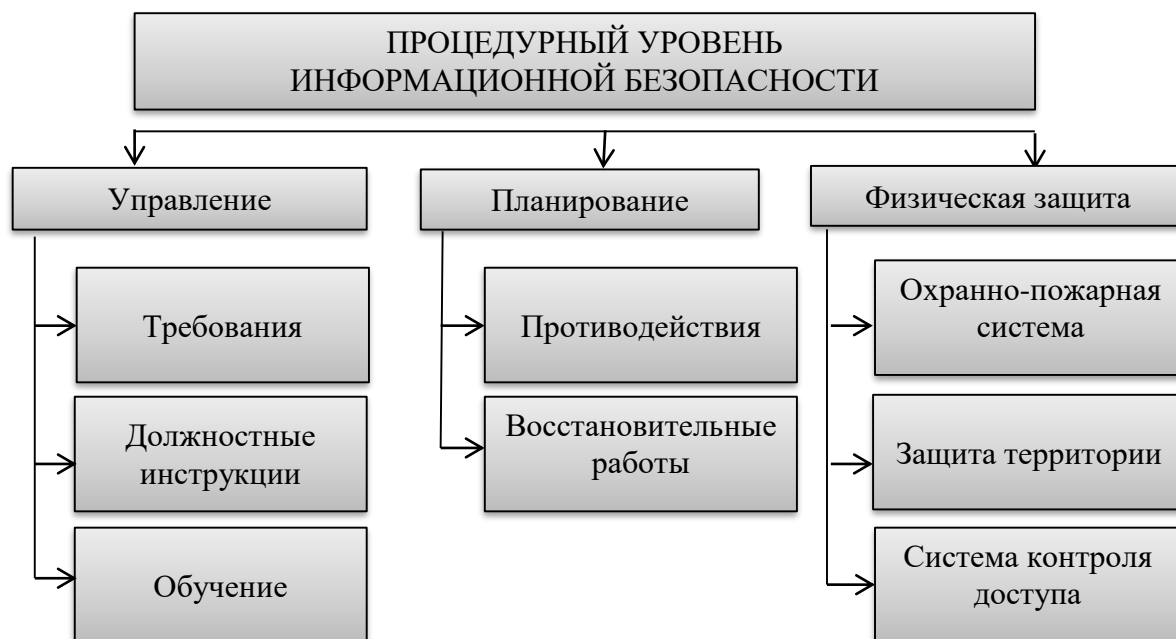 ПРОЦЕДУРНЫЙ УРОВЕНЬ
ИНФОРМАЦИОННОЙ БЕЗОПАСНОСТИ
Управление
Требования
Должностные
инструкции
Обучение
Планирование
Противодействия
Восстановительные
работы
Физическая защита
Охранно-пожарная
система
Защита территории
Система контроля
доступа